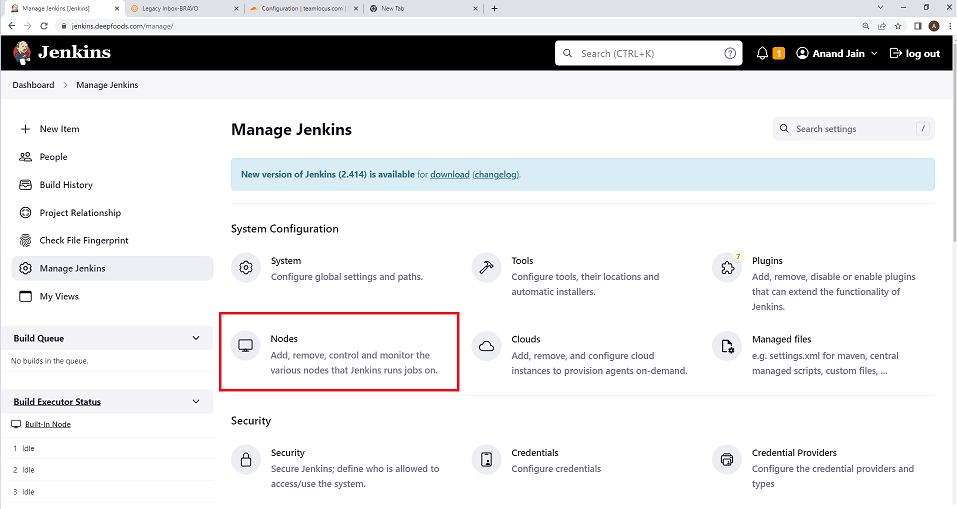 Manage Jenkins [Jenkins]
Legacy Inbox-BRAVO
Configuration | teamlocus.com |
New Tab
jenkins.deepfoods.com/manage/
A
Jenkins
Search (CTRL+K)
?
1
Anand Jain
log out
Dashboard > Manage Jenkins
New Item
People
Build History
Project Relationship
Check File Fingerprint
Manage Jenkins
My Views
Build Queue
No builds in the queue.
Build Executor Status
Built-In Node
1 Idle
2 Idle
3 Idle
Manage Jenkins
Search settings
/
New version of Jenkins (2.414) is available for download (changelog).
System Configuration
System
Configure global settings and paths.
Tools
Configure tools, their locations and
automatic installers.
7
Plugins
Add, remove, disable or enable plugins
that can extend the functionality of
Jenkins.
Nodes
Add, remove, control and monitor the
various nodes that Jenkins runs jobs on.
Clouds
Add, remove, and configure cloud
instances to provision agents on-demand.
Managed files
e.g. settings.xml for maven, central
managed scripts, custom files, ...
Security
Security
Secure Jenkins; define who is allowed to
access/use the system.
Credentials
Configure credentials
Credential Providers
Configure the credential providers and
types